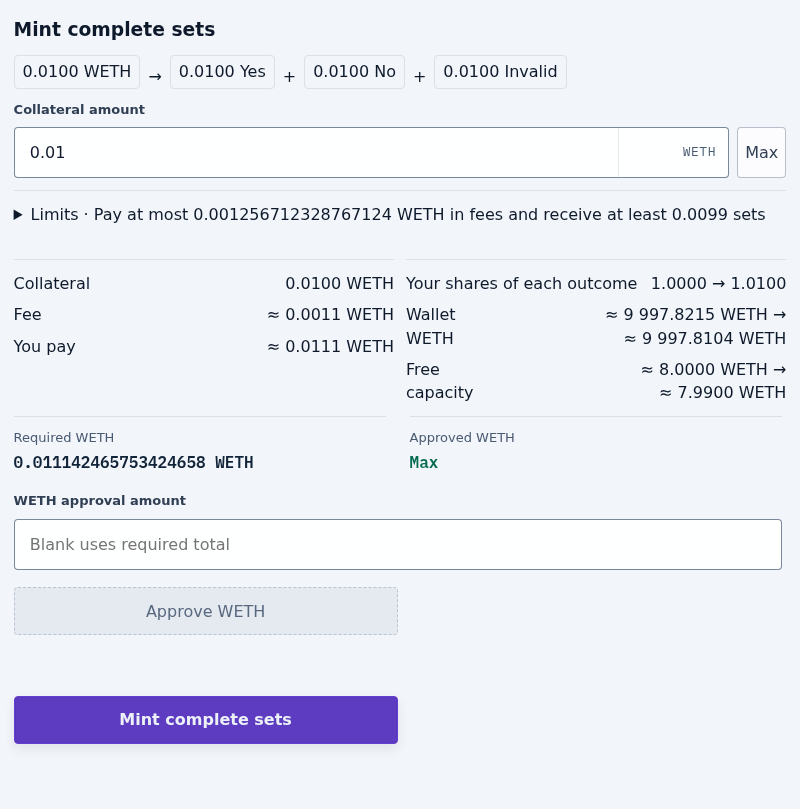 Mint complete sets
0.0100 WETH → 0.0100 Yes + 0.0100 No + 0.0100 Invalid
Collateral amount
0.01 WETH Max
▶ Limits · Pay at most 0.001256712328767124 WETH in fees and receive at least 0.0099 sets
Collateral 0.0100 WETH
Fee ≈ 0.0011 WETH
You pay ≈ 0.0111 WETH
Your shares of each outcome 1.0000 → 1.0100
Wallet ≈ 9 997.8215 WETH →
WETH ≈ 9 997.8104 WETH
Free ≈ 8.0000 WETH →
capacity ≈ 7.9900 WETH
Required WETH
0.011142465753424658 WETH
Approved WETH
Max
WETH approval amount
Blank uses required total
Approve WETH
Mint complete sets